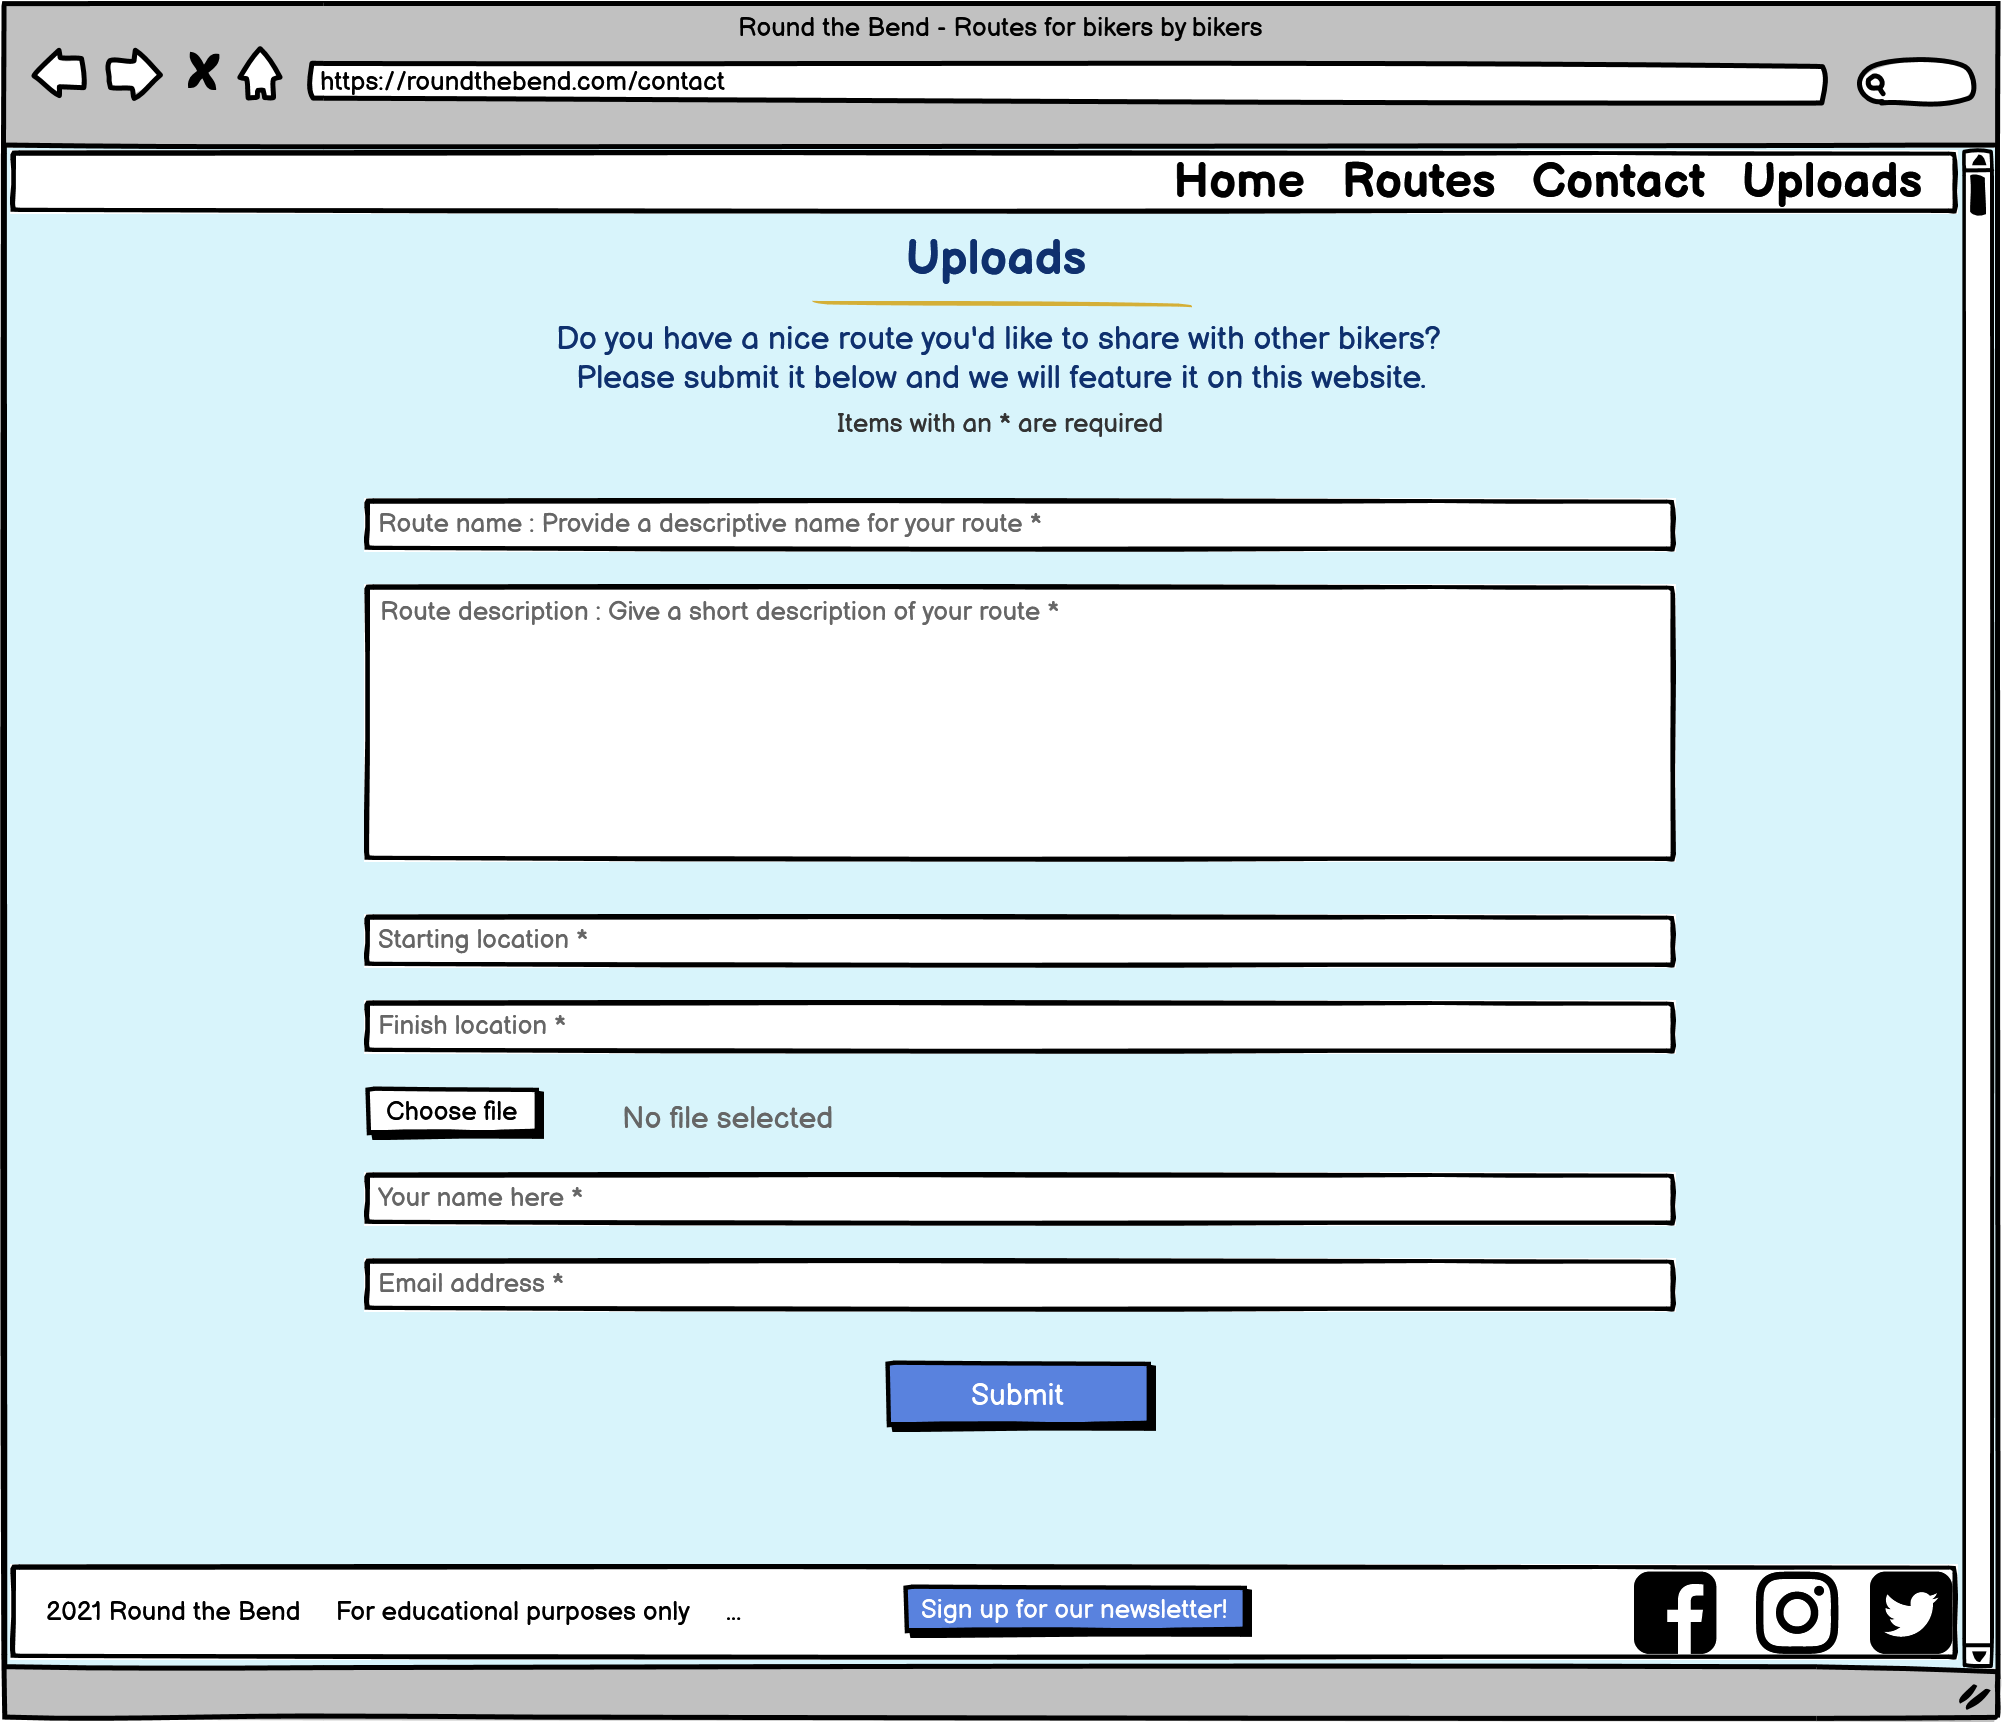 Round the Bend - Routes for bikers by bikers
https://roundthebend.com/contact
Home Routes Contact Uploads
Uploads
Do you have a nice route you'd like to share with other bikers?
Please submit it below and we will feature it on this website.
Items with an * are required
Route name : Provide a descriptive name for your route *
Route description : Give a short description of your route *
Starting location *
Finish location *
Choose file No file selected
Your name here *
Email address *
Submit
2021 Round the Bend For educational purposes only ... Sign up for our newsletter!